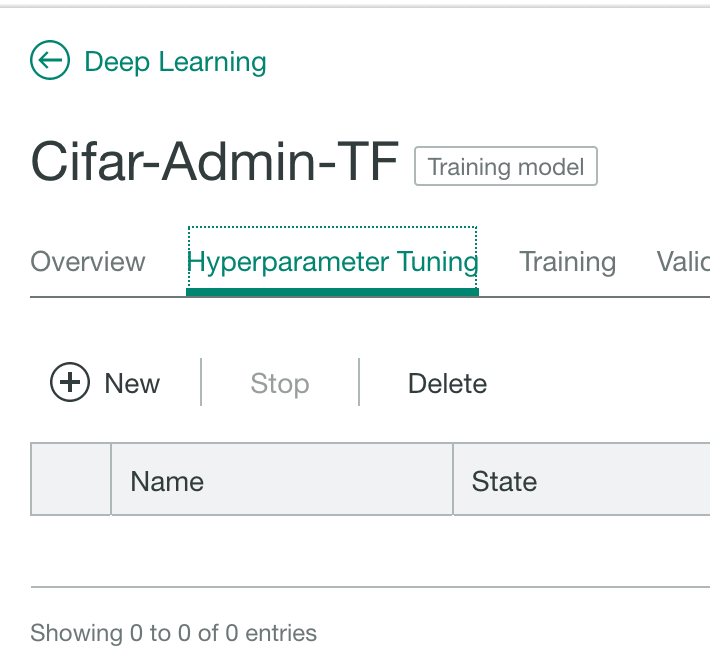 Deep Learning
Cifar-Admin-TF Training model
Overview Hyperparameter Tuning Training
New Stop Delete
Name State
Showing 0 to 0 of 0 entries